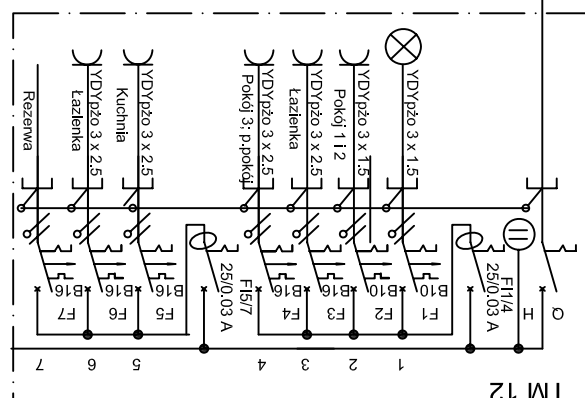 Rezerwa
YDYpżo 3 x 2.5
Łazienka
YDYpżo 3 x 2.5
Kuchnia
YDYpżo 3 x 2.5
Pokój 3; p.pokój
YDYpżo 3 x 2.5
Łazienka
YDYpżo 3 x 1.5
Pokój 1 i 2
YDYpżo 3 x 1.5
B16
F7
B16
F6
B16
F5
FI5/7
25/0.03 A
B16
F4
B16
F3
B10
F2
B10
F1
FI1/4
25/0.03 A
H
Q
7
6
5
4
3
2
1
TM 12